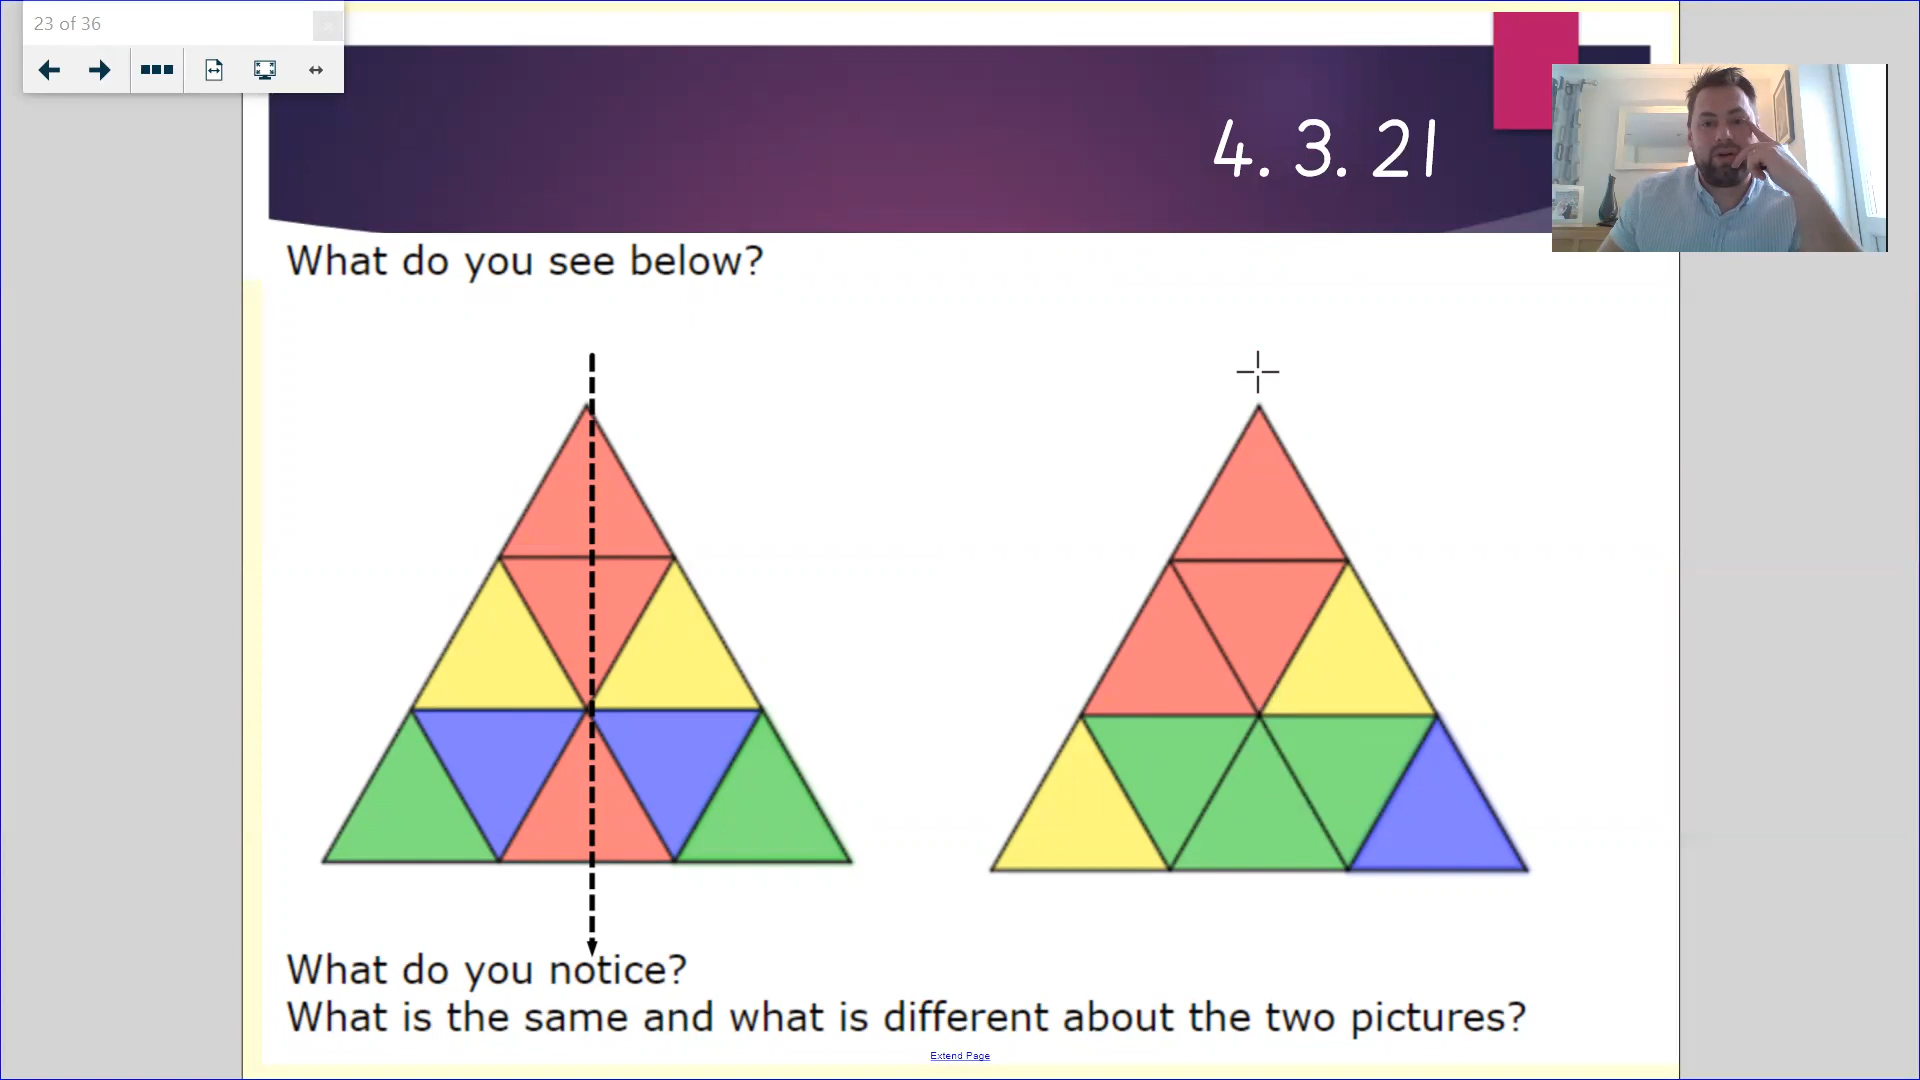 23 of 36
4. 3. 21
What do you see below?
What do you notice?
What is the same and what is different about the two pictures?
Extend Page